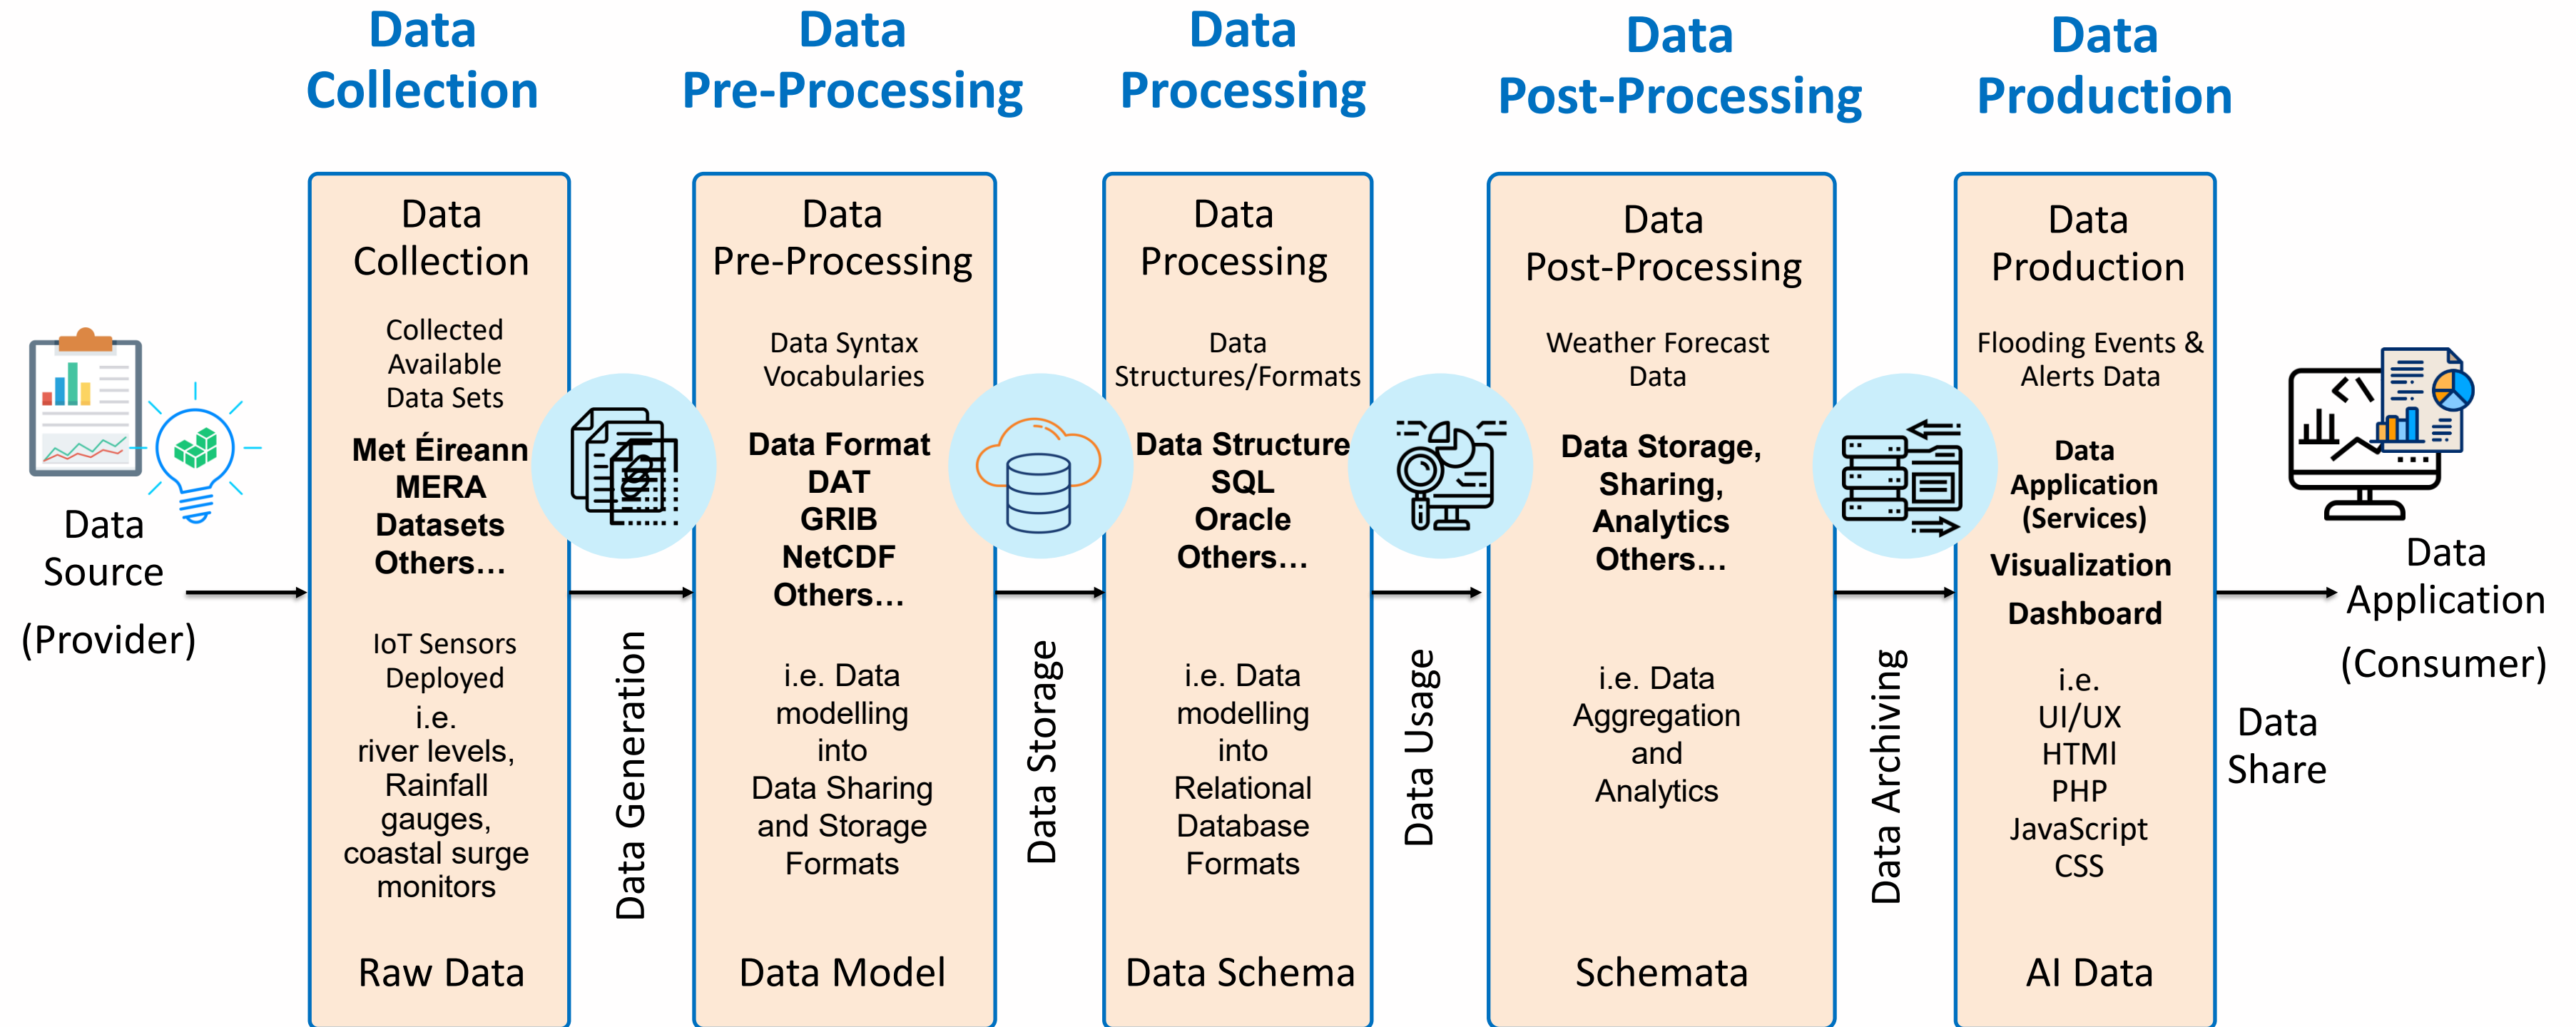 Data
Collection
Data
Pre-Processing
Data
Processing
Data
Post-Processing
Data
Production
Data
Source
(Provider)
Data
Collection
Collected
Available
Data Sets
Met Éireann
MERA
Datasets
Others…
IoT Sensors
Deployed
i.e.
river levels,
Rainfall
gauges,
coastal surge
monitors
Raw Data
Data Generation
Data
Pre-Processing
Data Syntax
Vocabularies
Data Format
DAT
GRIB
NetCDF
Others…
i.e. Data
modelling
into
Data Sharing
and Storage
Formats
Data Model
Data Storage
Data
Processing
Data
Structures/Formats
Data Structure
SQL
Oracle
Others…
i.e. Data
modelling
into
Relational
Database
Formats
Data Schema
Data Usage
Data
Post-Processing
Weather Forecast
Data
Data Storage,
Sharing,
Analytics
Others…
i.e. Data
Aggregation
and
Analytics
Schemata
Data Archiving
Data
Production
Flooding Events &
Alerts Data
Data
Application
(Services)
Visualization
Dashboard
i.e.
UI/UX
HTMl
PHP
JavaScript
CSS
AI Data
Data
Share
Data
Application
(Consumer)